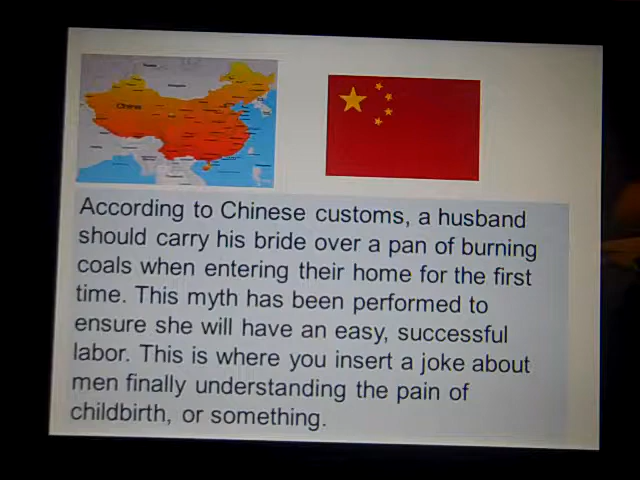 China
According to Chinese customs, a husband
should carry his bride over a pan of burning
coals when entering their home for the first
time. This myth has been performed to
ensure she will have an easy, successful
labor. This is where you insert a joke about
men finally understanding the pain of
childbirth, or something.